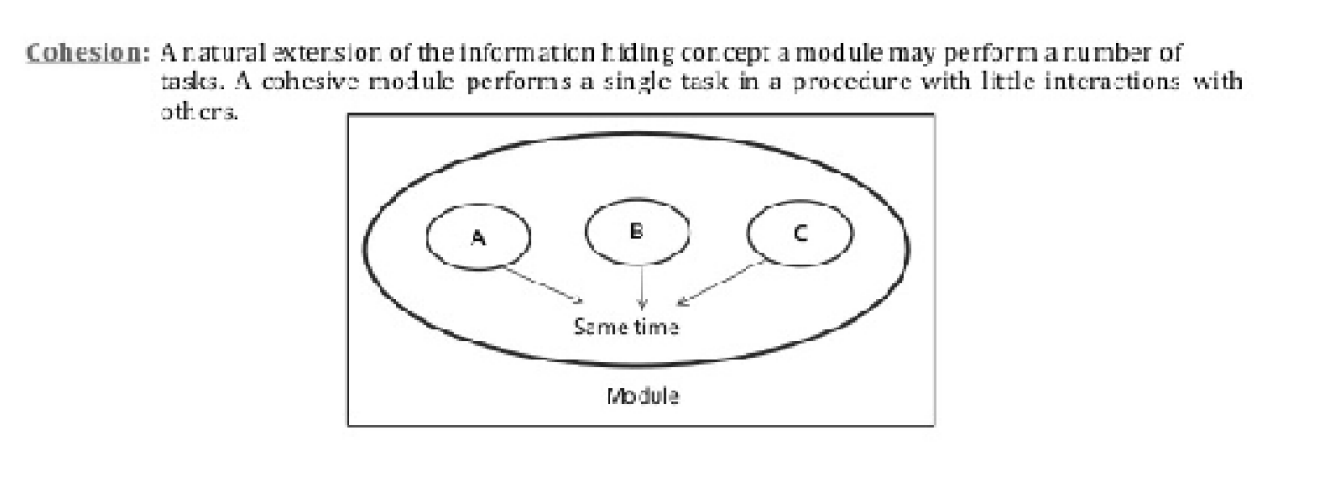 Cohesion: A natural extension of the information hiding concept a module may perform a number of
tasks. A cohesive module performs a single task in a procedure with little interactions with
others.
A B C
Same time
Module